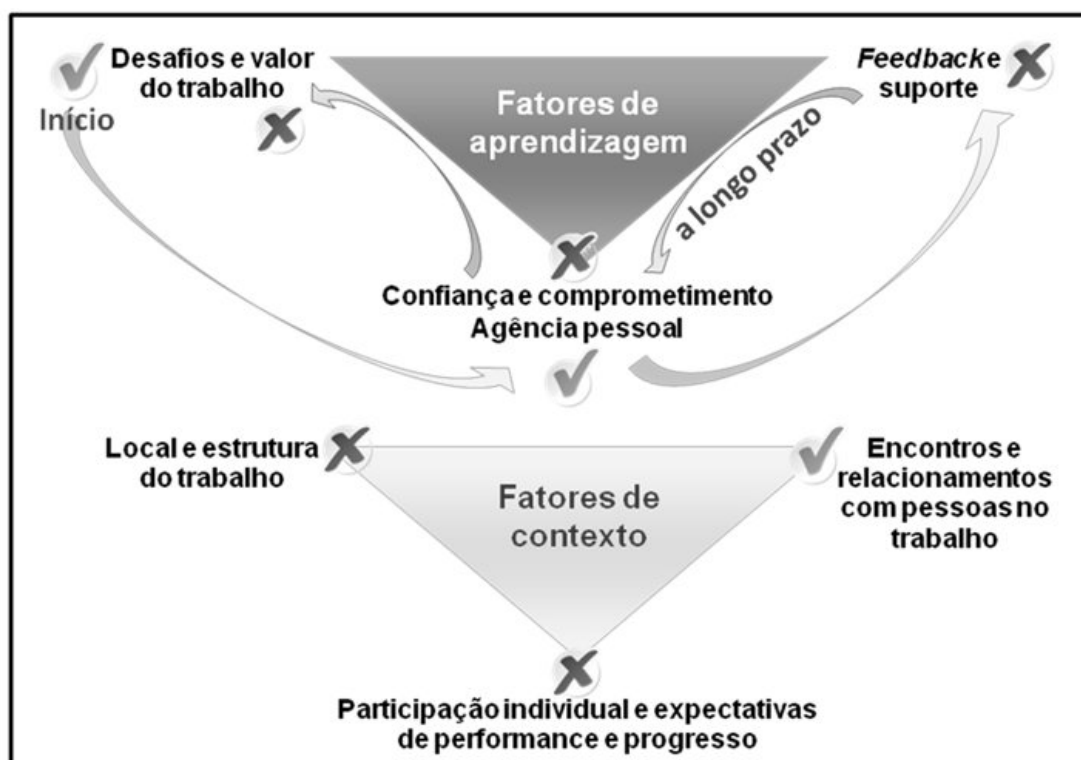 Desafios e valor
do trabalho
Início
Fatores de
aprendizagem
Feedback e
suporte
a longo prazo
Confiança e comprometimento
Agência pessoal
Local e estrutura
do trabalho
Fatores de
contexto
Encontros e
relacionamentos
com pessoas no
trabalho
Participação individual e expectativas
de performance e progresso